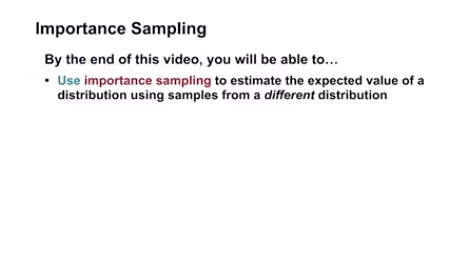 Importance Sampling
By the end of this video, you will be able to...
• Use importance sampling to estimate the expected value of a
distribution using samples from a different distribution